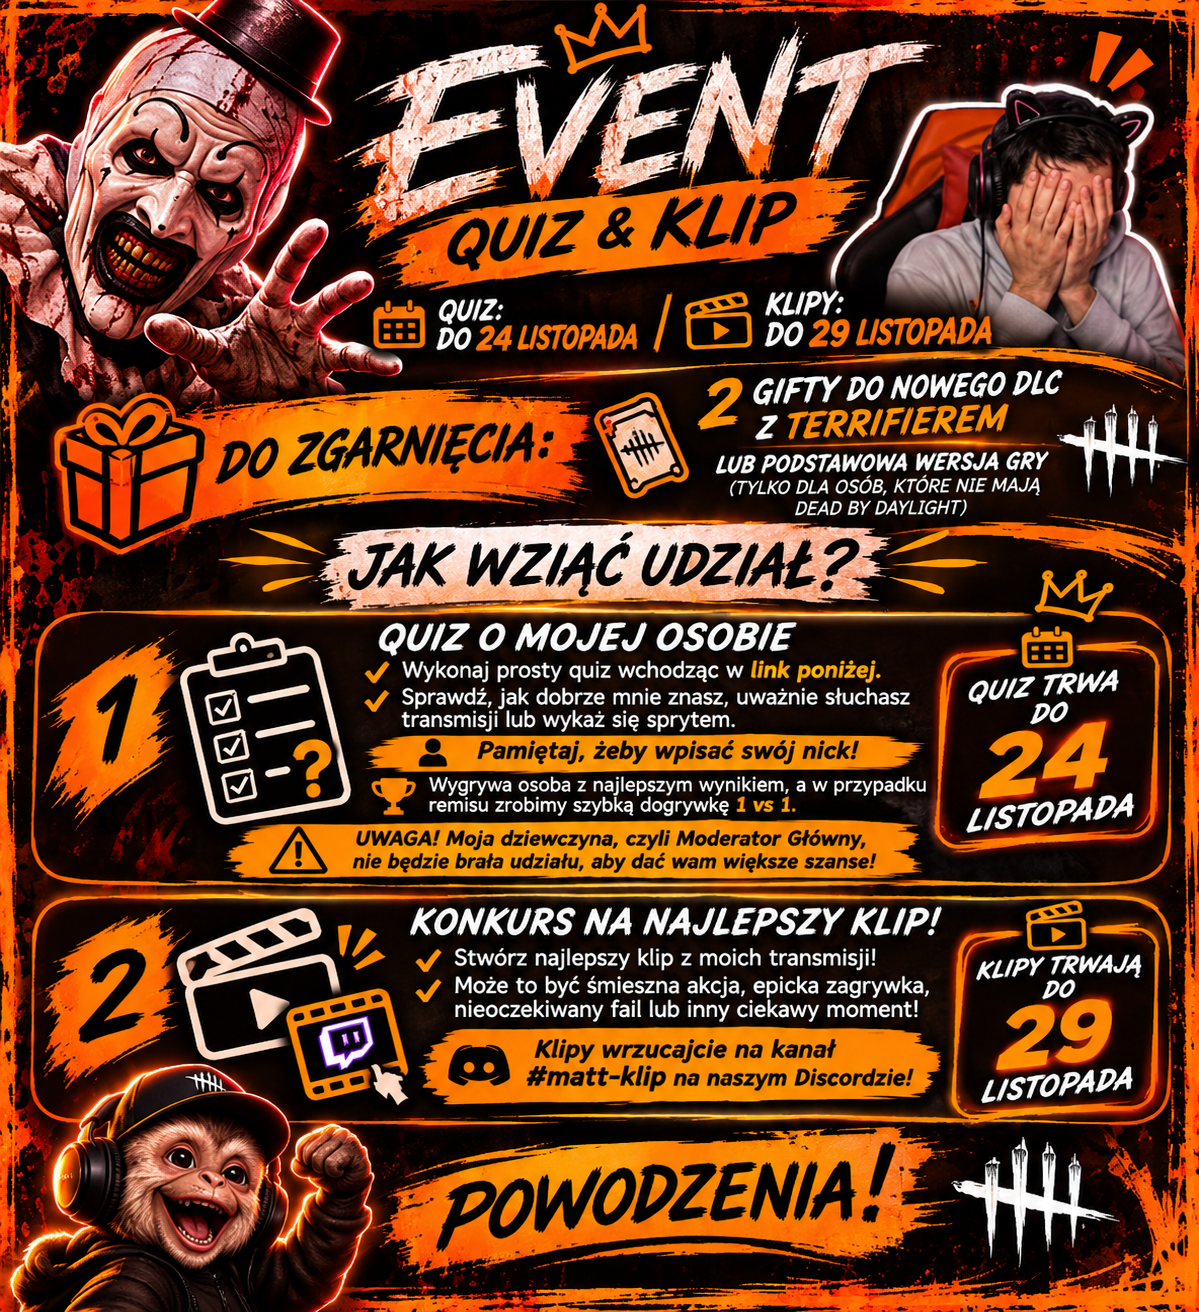 EVENT
QUIZ & KLIP
QUIZ:
DO 24 LISTOPADA
KLIPY:
DO 29 LISTOPADA
DO ZGARNIĘCIA:
2 GIFTY DO NOWEGO DLC
Z TERRIFIEREM
LUB PODSTAWOWA WERSJA GRY
(TYLKO DLA OSÓB, KTÓRE NIE MAJĄ
DEAD BY DAYLIGHT)
JAK WZIĄĆ UDZIAŁ?
1
QUIZ O MOJEJ OSOBIE
Wykonaj prosty quiz wchodząc w link poniżej.
Sprawdź, jak dobrze mnie znasz, uważnie słuchasz
transmisji lub wykaż się sprytem.
Pamiętaj, żeby wpisać swój nick!
Wygrywa osoba z najlepszym wynikiem, a w przypadku
remisu zrobimy szybką dogrywkę 1 vs 1.
UWAGA! Moja dziewczyna, czyli Moderator Główny,
nie będzie brała udziału, aby dać wam większe szanse!
QUIZ TRWA
DO
24
LISTOPADA
2
KONKURS NA NAJLEPSZY KLIP!
Stwórz najlepszy klip z moich transmisji!
Może to być śmieszna akcja, epicka zagrywka,
nieoczekiwany fail lub inny ciekawy moment!
Klipy wrzucajcie na kanał
#matt-klip na naszym Discordzie!
KLIPY TRWAJĄ
DO
29
LISTOPADA
POWODZENIA!